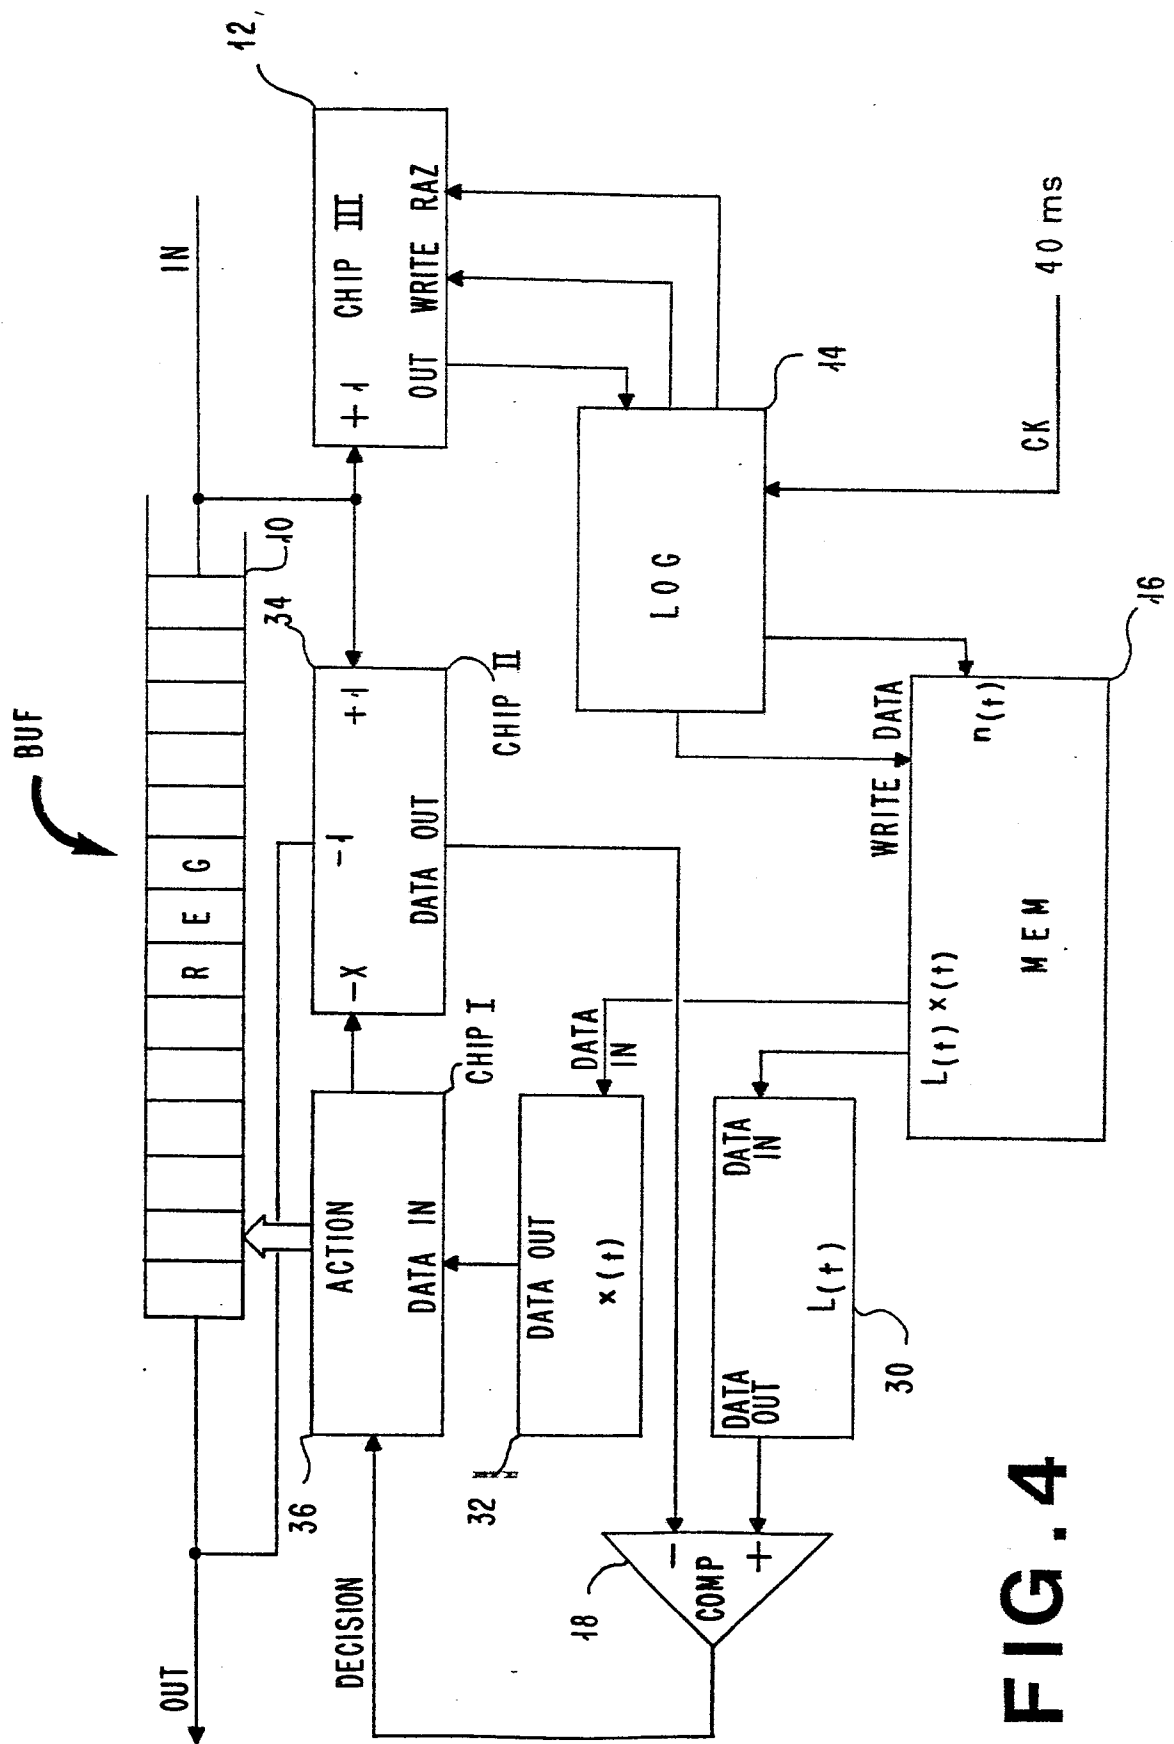 BUF
IN
OUT
R E G
10
34
12
+1 CHIP III
OUT WRITE RAZ
-X -1 +1
DATA OUT
CHIP II
36
ACTION
DATA IN
CHIP I
DECISION
32
DATA OUT
x(t)
DATA
IN
LOG
14
CK 40 ms
18
- +
COMP
DATA
OUT
DATA
IN
L(t)
30
WRITE DATA
L(t) x(t)
n(t)
MEM
16
FIG.4